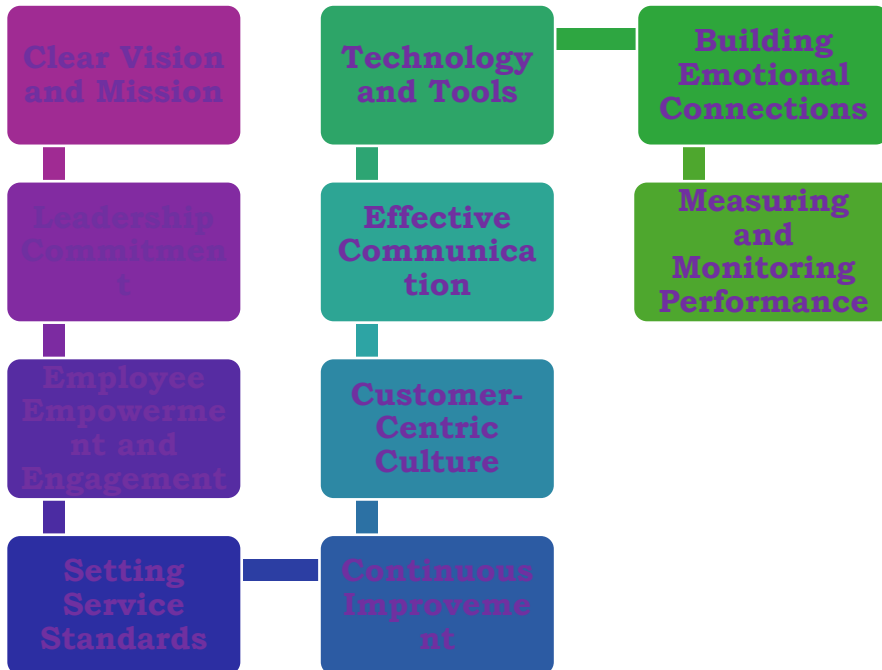 Clear Vision
and Mission
Leadership
Commitmen
t
Employee
Empowerme
nt and
Engagement
Setting
Service
Standards
Continuous
Improveme
nt
Customer-
Centric
Culture
Effective
Communica
tion
Technology
and Tools
Building
Emotional
Connections
Measuring
and
Monitoring
Performance